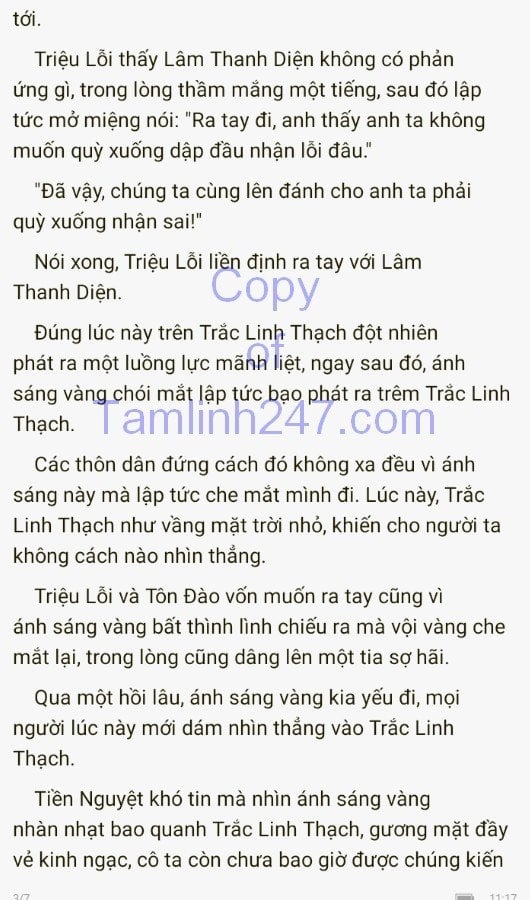 tới.
Triệu Lỗi thấy Lâm Thanh Diện không có phản
ứng gì, trong lòng thầm mắng một tiếng, sau đó lập
tức mở miệng nói: "Ra tay đi, anh thấy anh ta không
muốn quỳ xuống dập đầu nhận lỗi đâu."
"Đã vậy, chúng ta cùng lên đánh cho anh ta phải
quỳ xuống nhận sai!"
Nói xong, Triệu Lỗi liền định ra tay với Lâm
Thanh Diện.
Copy
of
Tamlinh247.com
Đúng lúc này trên Trắc Linh Thạch đột nhiên
phát ra một luồng lực mãnh liệt, ngay sau đó, ánh
sáng vàng chói mắt lập tức bạo phát ra trêm Trắc Linh
Thạch.
Các thôn dân đứng cách đó không xa đều vì ánh
sáng này mà lập tức che mắt mình đi. Lúc này, Trắc
Linh Thạch như vầng mặt trời nhỏ, khiến cho người ta
không cách nào nhìn thẳng.
Triệu Lỗi và Tôn Đào vốn muốn ra tay cũng vì
ánh sáng vàng bất thình lình chiếu ra mà vội vàng che
mắt lại, trong lòng cũng dâng lên một tia sợ hãi.
Qua một hồi lâu, ánh sáng vàng kia yếu đi, mọi
người lúc này mới dám nhìn thẳng vào Trắc Linh
Thạch.
Tiền Nguyệt khó tin mà nhìn ánh sáng vàng
nhàn nhạt bao quanh Trắc Linh Thạch, gương mặt đầy
vẻ kinh ngạc, cô ta còn chưa bao giờ được chúng kiến
3/7 11:17